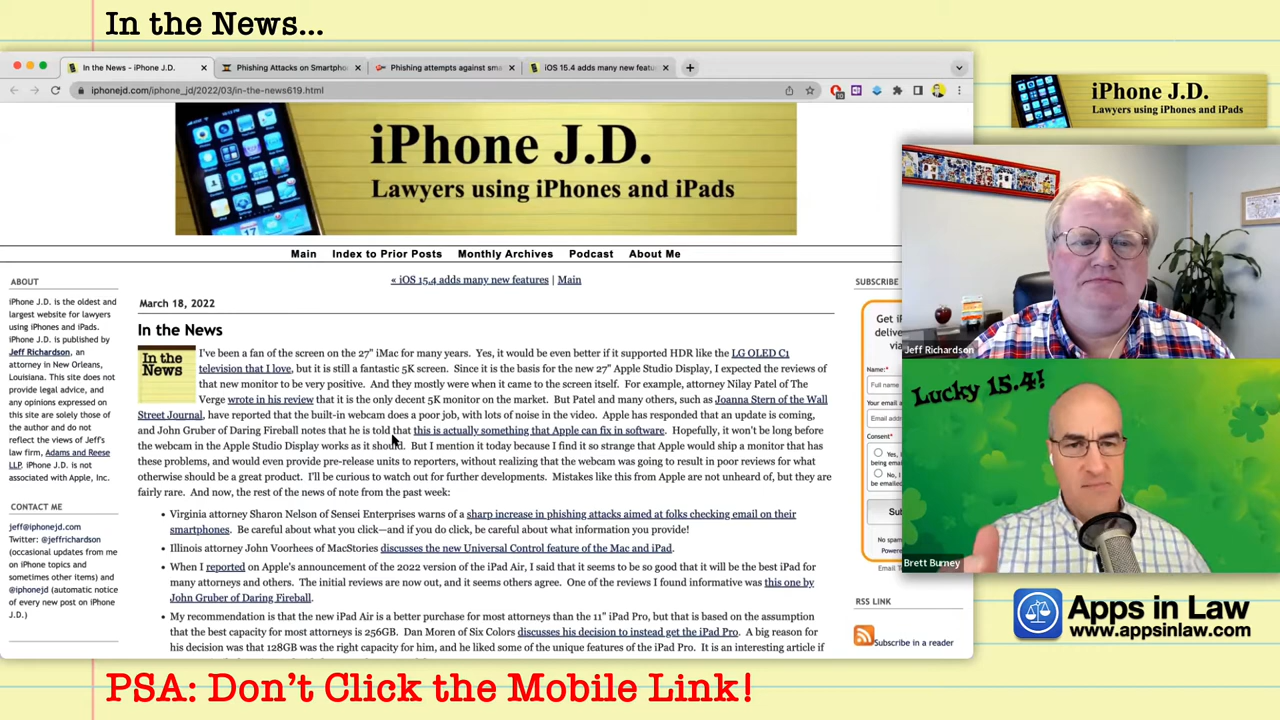 In the News...
In the News - iPhone J.D.
Phishing Attacks on Smartpho
Phishing attempts against sma
iOS 15.4 adds many new featur
iphonejd.com/iphone_jd/2022/03/in-the-news619.html
iPhone J.D.
Lawyers using iPhones and iPads
Main
Index to Prior Posts
Monthly Archives
Podcast
About Me
« iOS 15.4 adds many new features | Main
ABOUT
iPhone J.D. is the oldest and
largest website for lawyers
using iPhones and iPads.
iPhone J.D. is published by
Jeff Richardson, an
attorney in New Orleans,
Louisiana. This site does
not provide legal advice,
and any opinions expressed
on this site are solely those
of the author and do not
reflect the views of Jeff's
law firm, Adams and Reese
LLP. iPhone J.D. is not
associated with Apple, Inc.
CONTACT ME
jeff@iphonejd.com
Twitter: @jeffrichardson
(occasional updates from me
on iPhone topics and
sometimes other items) and
@iphonejd (automatic notice
of every new post on iPhone
J.D.)
March 18, 2022
In the News
In the
News
I've been a fan of the screen on the 27" iMac for many years. Yes, it would be even better if it supported HDR like the LG OLED C1
television that I love, but it is still a fantastic 5K screen. Since it is the basis for the new 27" Apple Studio Display, I expected the reviews of
that new monitor to be very positive. And they mostly were when it came to the screen itself. For example, attorney Nilay Patel of The
Verge wrote in his review that it is the only decent 5K monitor on the market. But Patel and many others, such as Joanna Stern of the Wall
Street Journal, have reported that the built-in webcam does a poor job, with lots of noise in the video. Apple has responded that an update is coming,
and John Gruber of Daring Fireball notes that he is told that this is actually something that Apple can fix in software. Hopefully, it won't be long before
the webcam in the Apple Studio Display works as it should. But I mention it today because I find it so strange that Apple would ship a monitor that has
these problems, and would even provide pre-release units to reporters, without realizing that the webcam was going to result in poor reviews for what
otherwise should be a great product. I'll be curious to watch out for further developments. Mistakes like this from Apple are not unheard of, but they are
fairly rare. And now, the rest of the news of note from the past week:
• Virginia attorney Sharon Nelson of Sensei Enterprises warns of a sharp increase in phishing attacks aimed at folks checking email on their
smartphones. Be careful about what you click—and if you do click, be careful about what information you provide!
• Illinois attorney John Voorhees of MacStories discusses the new Universal Control feature of the Mac and iPad.
• When I reported on Apple's announcement of the 2022 version of the iPad Air, I said that it seems to be so good that it will be the best iPad for
many attorneys and others. The initial reviews are now out, and it seems others agree. One of the reviews I found informative was this one by
John Gruber of Daring Fireball.
• My recommendation is that the new iPad Air is a better purchase for most attorneys than the 11" iPad Pro, but that is based on the assumption
that the best capacity for most attorneys is 256GB. Dan Moren of Six Colors discusses his decision to instead get the iPad Pro. A big reason for
his decision was that 128GB was the right capacity for him, and he liked some of the unique features of the iPad Pro. It is an interesting article if
SUBSCRIBE
Get i
deliver
via
Name:*
Full name
Your email a
Email addre
Consent*
Yes, I
being em
No, I
be emailed
Sub
No spam
Powere
Email T
RSS LINK
Subscribe in a reader
iPhone J.D.
Lawyers using iPhones and iPads
Jeff Richardson
Lucky 15.4!
Brett Burney
Apps in Law
www.appsinlaw.com
PSA: Don't Click the Mobile Link!